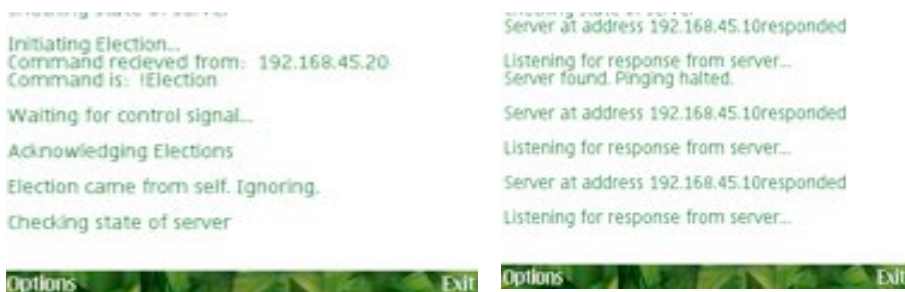 Initiating Election...
Command recieved from: 192.168.45.20
Command is: !Election
Waiting for control signal...
Acknowledging Elections
Election came from self. Ignoring.
Checking state of server
Options
Exit
Server at address 192.168.45.10responded
Listening for response from server...
Server found. Pinging halted.
Server at address 192.168.45.10responded
Listening for response from server...
Server at address 192.168.45.10responded
Listening for response from server...
Options
Exit